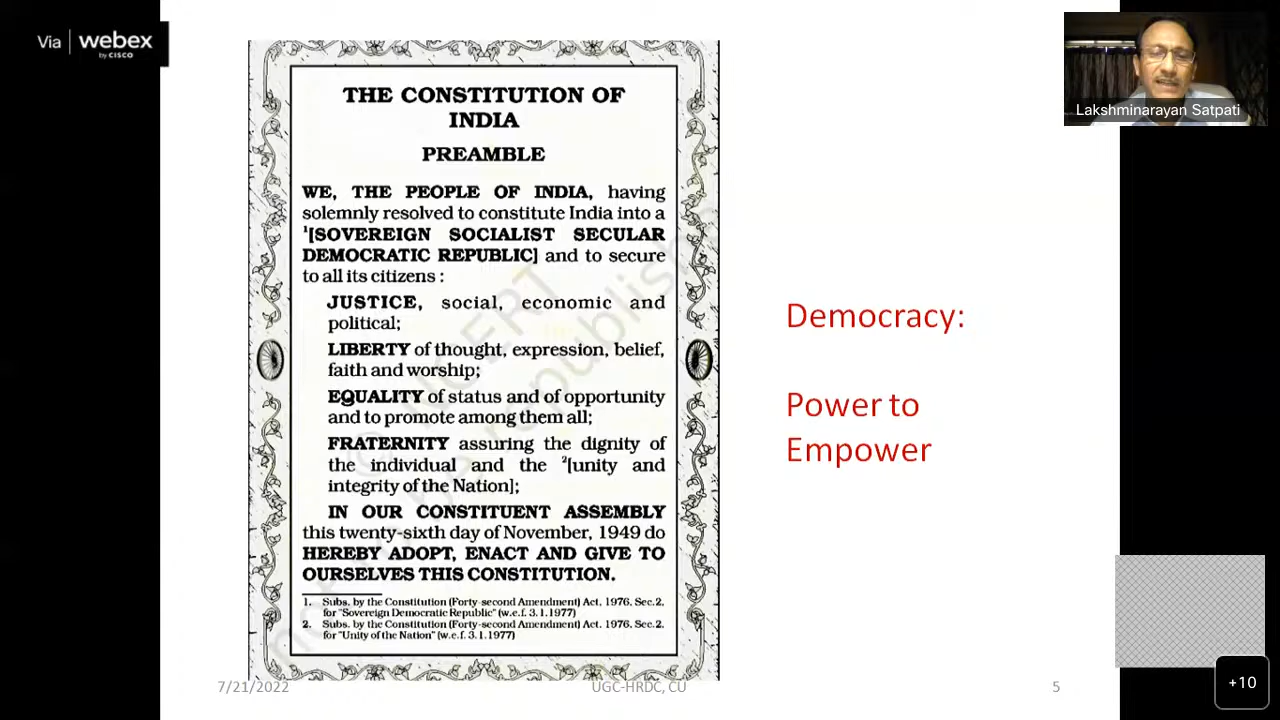 Via | webex
by CISCO
Lakshminarayan Satpati
THE CONSTITUTION OF
INDIA
PREAMBLE
WE, THE PEOPLE OF INDIA, having
solemnly resolved to constitute India into a
¹[SOVEREIGN SOCIALIST SECULAR
DEMOCRATIC REPUBLIC] and to secure
to all its citizens :
JUSTICE, social, economic and
political;
LIBERTY of thought, expression, belief,
faith and worship;
EQUALITY of status and of opportunity
and to promote among them all;
FRATERNITY assuring the dignity of
the individual and the ²[unity and
integrity of the Nation];
IN OUR CONSTITUENT ASSEMBLY
this twenty-sixth day of November, 1949 do
HEREBY ADOPT, ENACT AND GIVE TO
OURSELVES THIS CONSTITUTION.
1. Subs. by the Constitution (Forty-second Amendment) Act, 1976, Sec.2,
for "Sovereign Democratic Republic" (w.e.f. 3.1.1977)
2. Subs. by the Constitution (Forty-second Amendment) Act, 1976, Sec.2,
for "Unity of the Nation" (w.e.f. 3.1.1977)
Democracy:
Power to
Empower
7/21/2022
UGC-HRDC, CU
5
+10